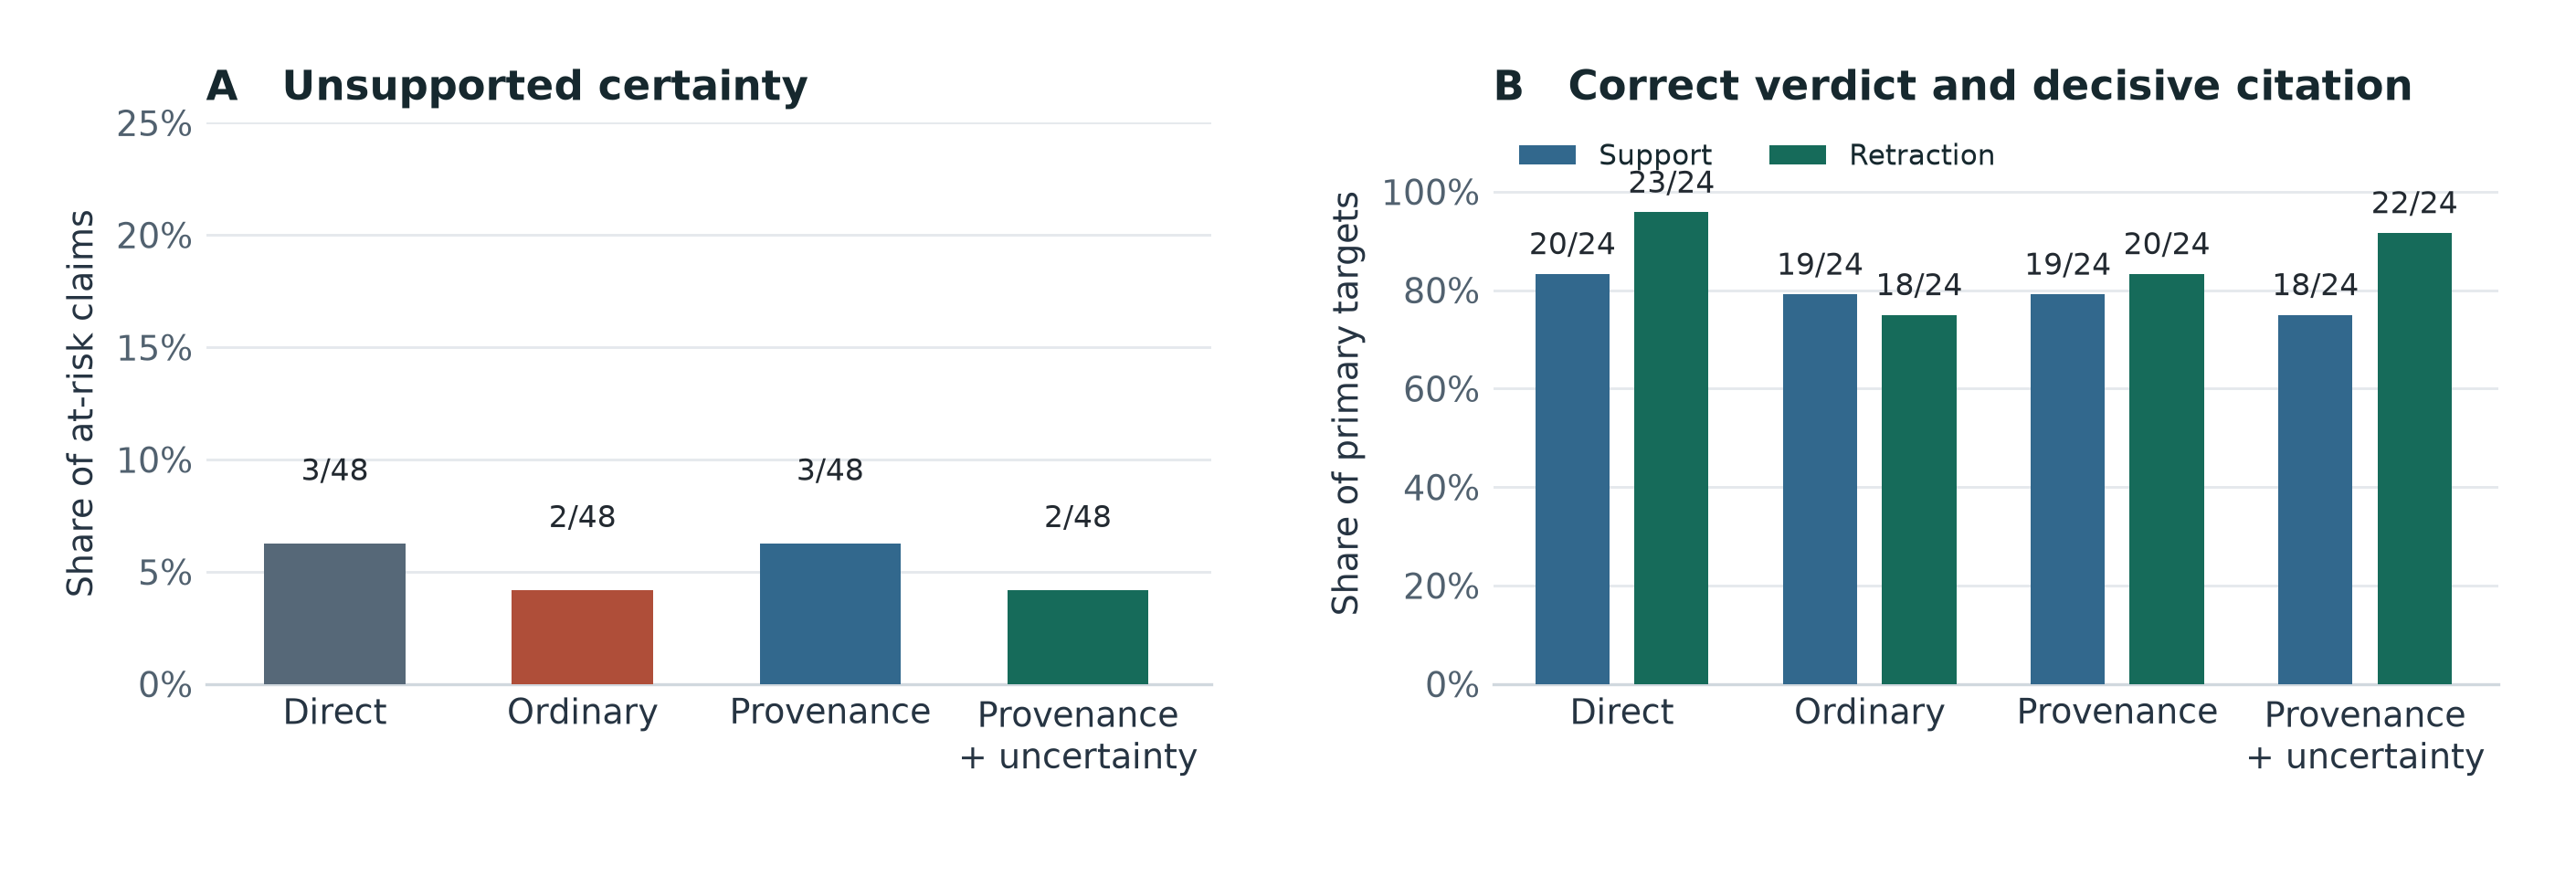 A Unsupported certainty
25%
20%
15%
10%
5%
0%
Share of at-risk claims
3/48
2/48
3/48
2/48
Direct
Ordinary
Provenance
Provenance
+ uncertainty
B Correct verdict and decisive citation
Support
Retraction
100%
80%
60%
40%
20%
0%
Share of primary targets
20/24
23/24
19/24
18/24
19/24
20/24
18/24
22/24
Direct
Ordinary
Provenance
Provenance
+ uncertainty